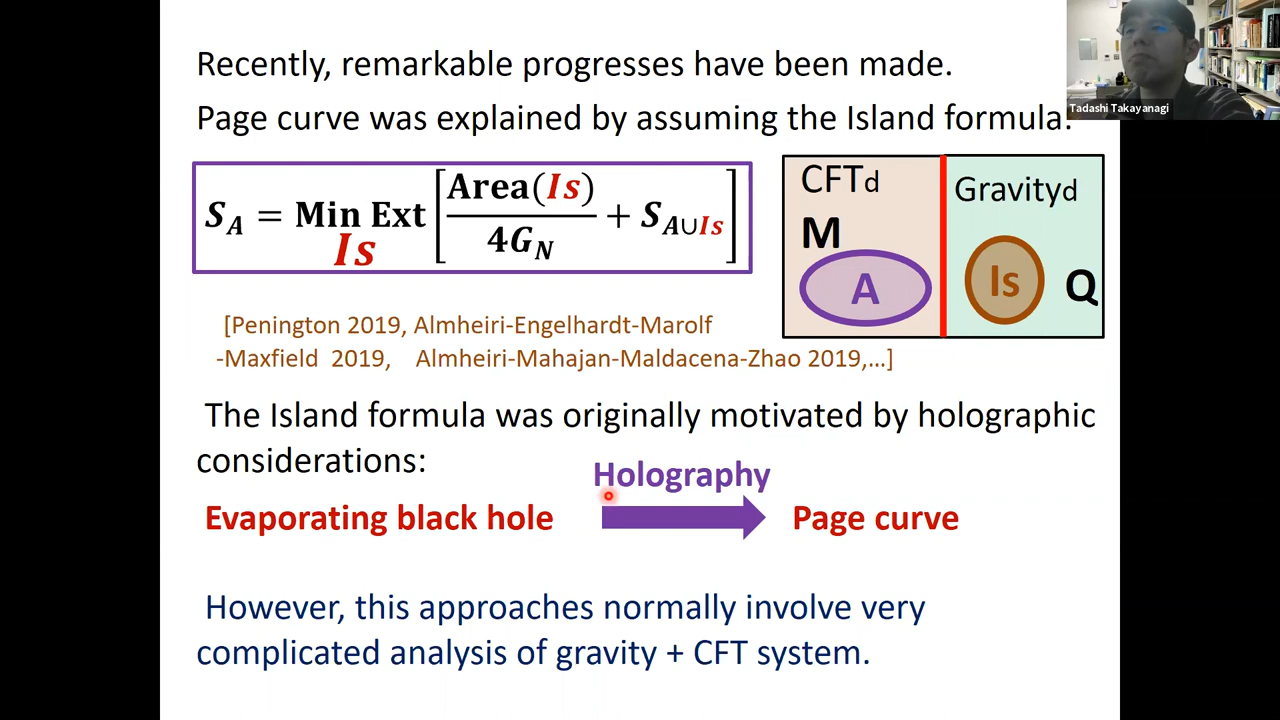 Recently, remarkable progresses have been made.
Tadashi Takayanagi
Page curve was explained by assuming the Island formula.
S_A = Min Ext_{Is} [ Area(Is) / 4G_N + S_{A∪Is} ]
CFTd
M
A
Gravityd
Is
Q
[Penington 2019, Almheiri-Engelhardt-Marolf
-Maxfield 2019, Almheiri-Mahajan-Maldacena-Zhao 2019,...]
The Island formula was originally motivated by holographic
considerations:
Holography
Evaporating black hole
Page curve
However, this approaches normally involve very
complicated analysis of gravity + CFT system.